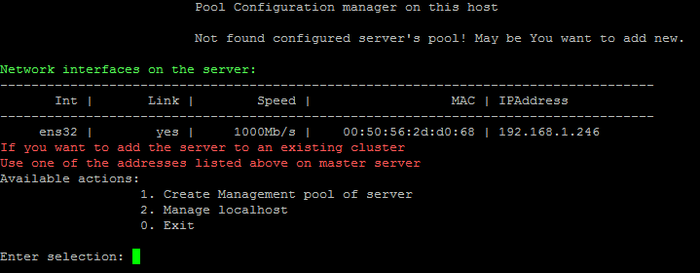 Pool Configuration manager on this host
Not found configured server's pool! May be You want to add new.
Network interfaces on the server:
--------------------------------------------------------------------------------------
Int | Link | Speed | MAC | IPAddress
--------------------------------------------------------------------------------------
ens32 | yes | 1000Mb/s | 00:50:56:2d:d0:68 | 192.168.1.246
If you want to add the server to an existing cluster
Use one of the addresses listed above on master server
Available actions:
1. Create Management pool of server
2. Manage localhost
0. Exit
Enter selection: